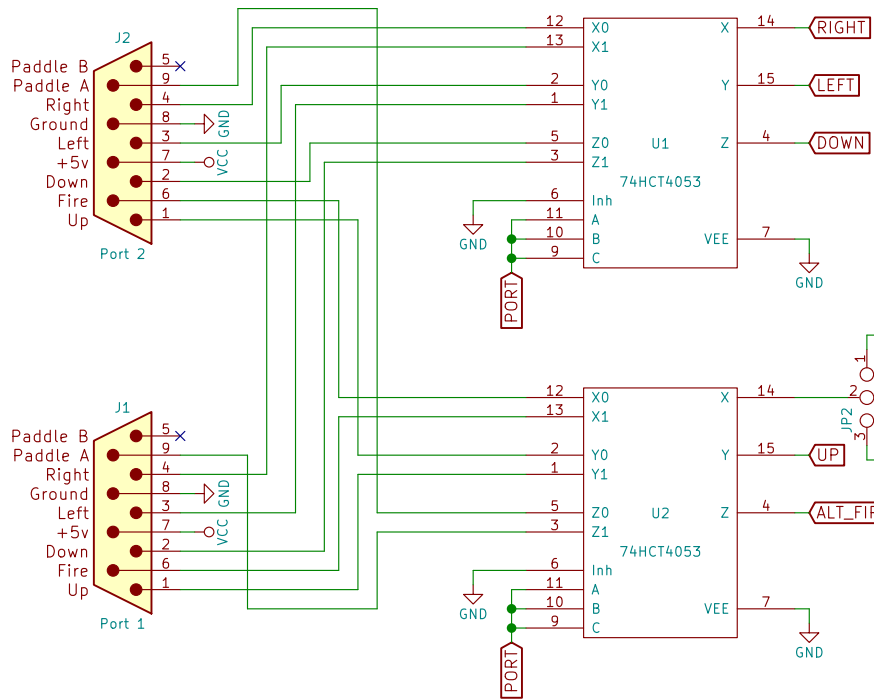 J2
Paddle B 5
Paddle A 9
Right 4
Ground 8 GND
Left 3
+5v 7 VCC
Down 2
Fire 6
Up 1
Port 2
12 X0 X 14 RIGHT
13 X1
2 Y0 Y 15 LEFT
1 Y1
5 Z0 Z 4 DOWN
3 Z1
U1
74HCT4053
6 Inh
GND
11 A
10 B VEE 7
9 C
GND
PORT
J1
Paddle B 5
Paddle A 9
Right 4
Ground 8 GND
Left 3
+5v 7 VCC
Down 2
Fire 6
Up 1
Port 1
12 X0 X 14
13 X1
2 Y0 Y 15 UP
1 Y1
5 Z0 Z 4 ALT_FIR
3 Z1
U2
74HCT4053
6 Inh
GND
11 A
10 B VEE 7
9 C
GND
PORT
1
2
3
JP2